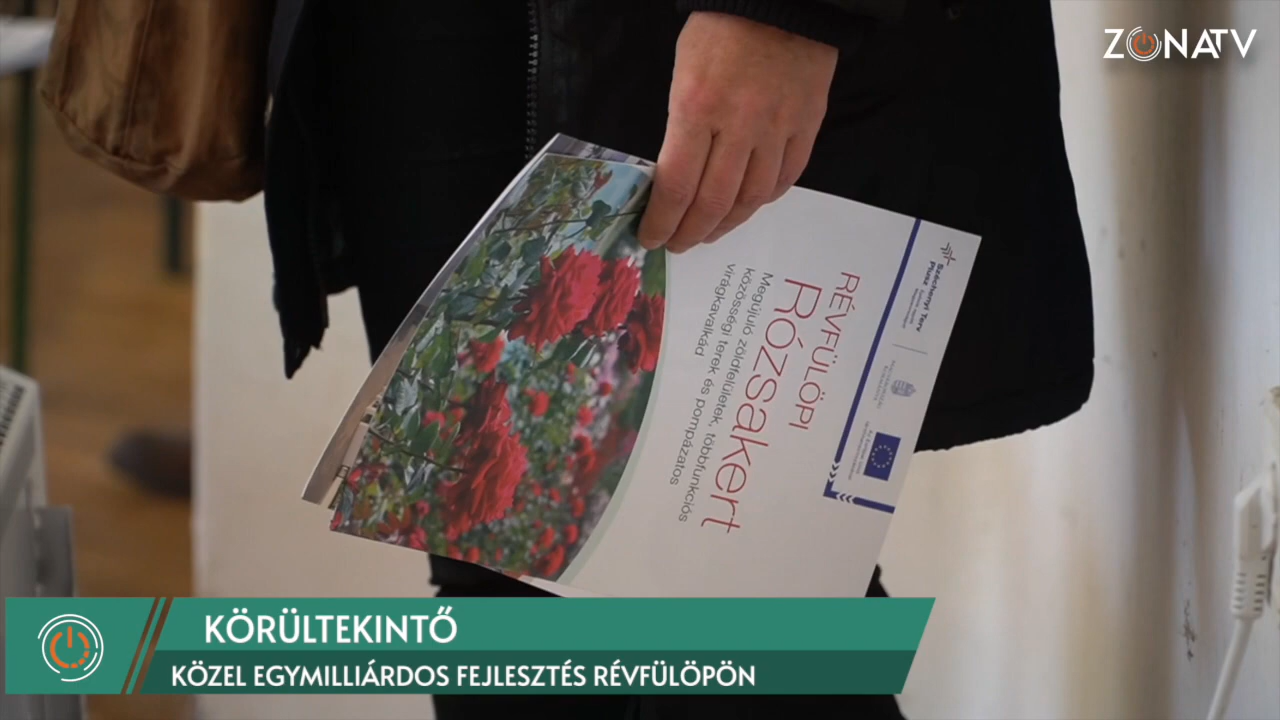 ZONATV
RÉVFÜLÖPI
Rózsakert
Megújuló zöldfelületek, többfunkciós
közösségi terek és pompázatos
virágkavalkád
Széchenyi Terv
Plusz
KÖRÜLTEKINTŐ
KÖZEL EGYMILLIÁRDOS FEJLESZTÉS RÉVFÜLÖPÖN